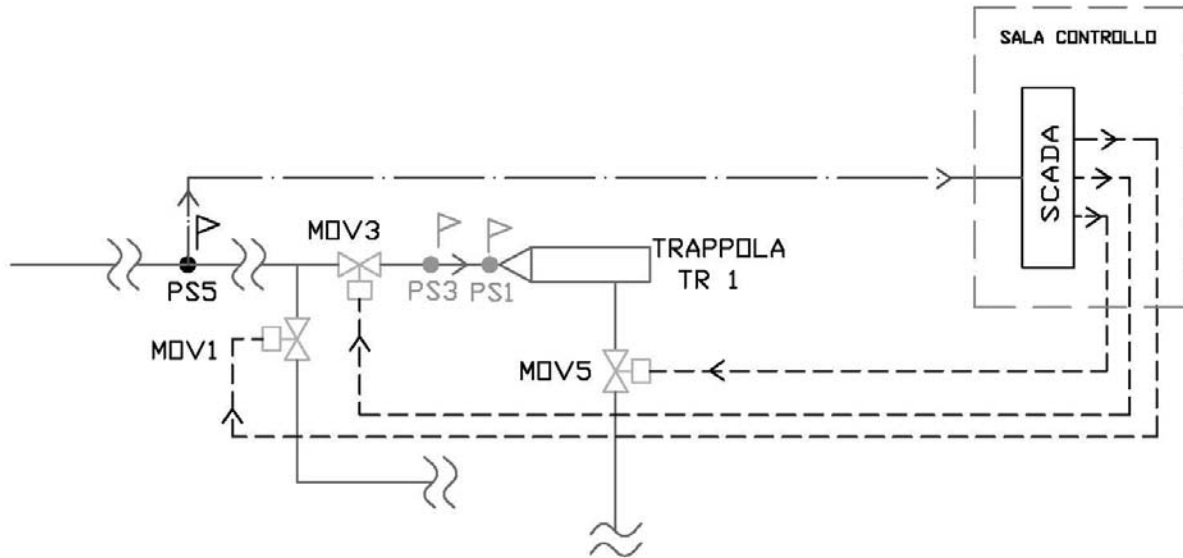 SALA CONTROLLO
SCADA
MOV3
TRAPPOLA
TR 1
PS5
PS3
PS1
MOV1
MOV5